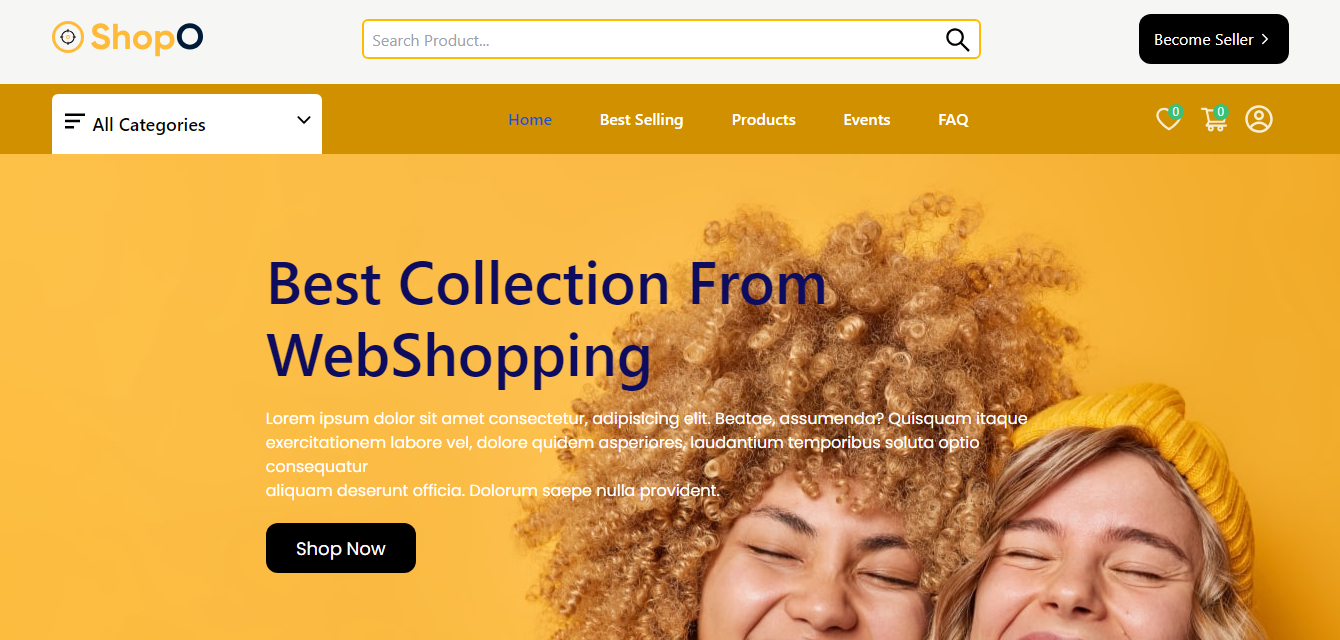 ShopO
Search Product...
Become Seller
All Categories
Home
Best Selling
Products
Events
FAQ
0
0
Best Collection From
WebShopping
Lorem ipsum dolor sit amet consectetur, adipisicing elit. Beatae, assumenda? Quisquam itaque
exercitationem labore vel, dolore quidem asperiores, laudantium temporibus soluta optio
consequatur
aliquam deserunt officia. Dolorum saepe nulla provident.
Shop Now